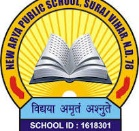 NEW ARYA PUBLIC SCHOOL, SURAJ VIHAR, N.D 78
विद्यया अमृतं अश्नुते
SCHOOL ID : 1618301